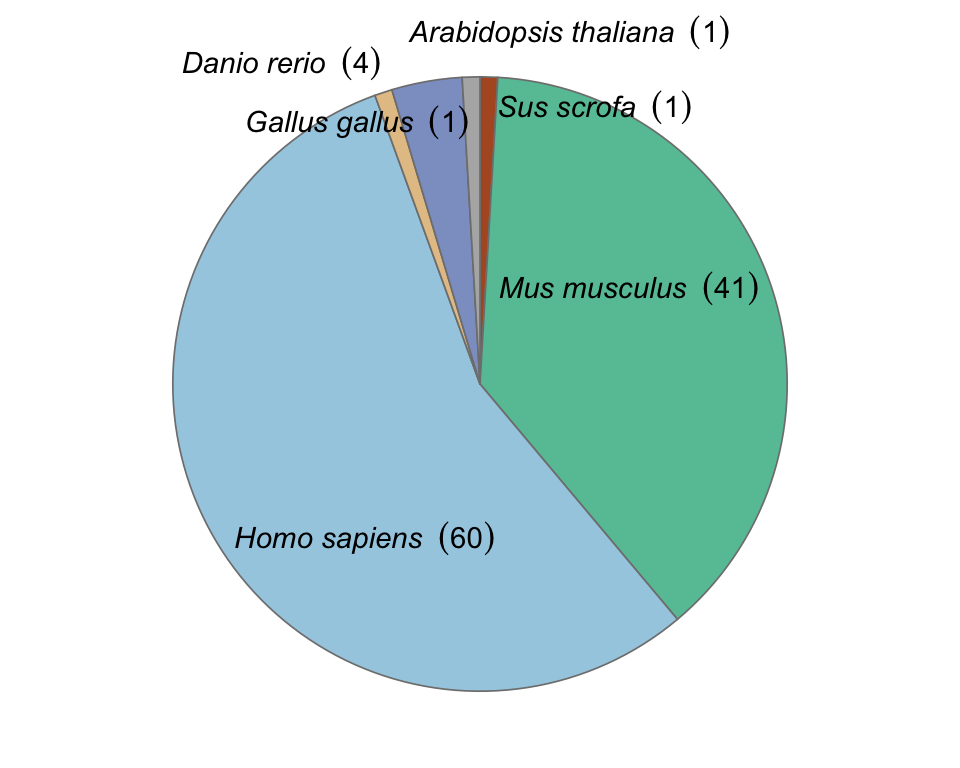 Arabidopsis thaliana (1)
Danio rerio (4)
Sus scrofa (1)
Gallus gallus (1)
Mus musculus (41)
Homo sapiens (60)